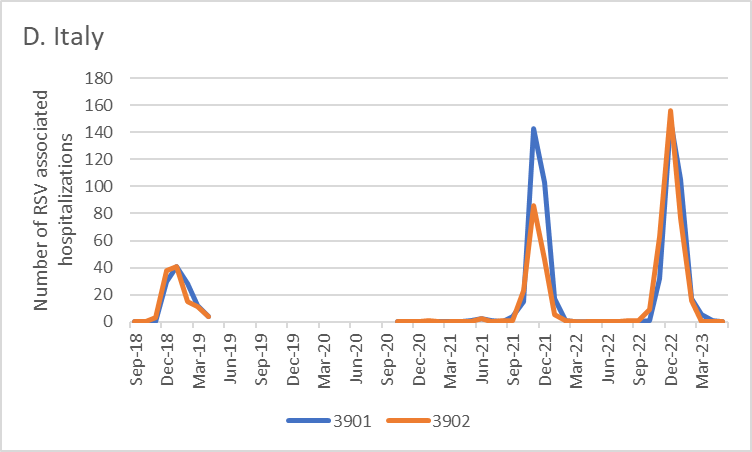 D. Italy
Number of RSV associated
hospitalizations
180
160
140
120
100
80
60
40
20
0
Sep-18
Dec-18
Mar-19
Jun-19
Sep-19
Dec-19
Mar-20
Jun-20
Sep-20
Dec-20
Mar-21
Jun-21
Sep-21
Dec-21
Mar-22
Jun-22
Sep-22
Dec-22
Mar-23
3901
3902